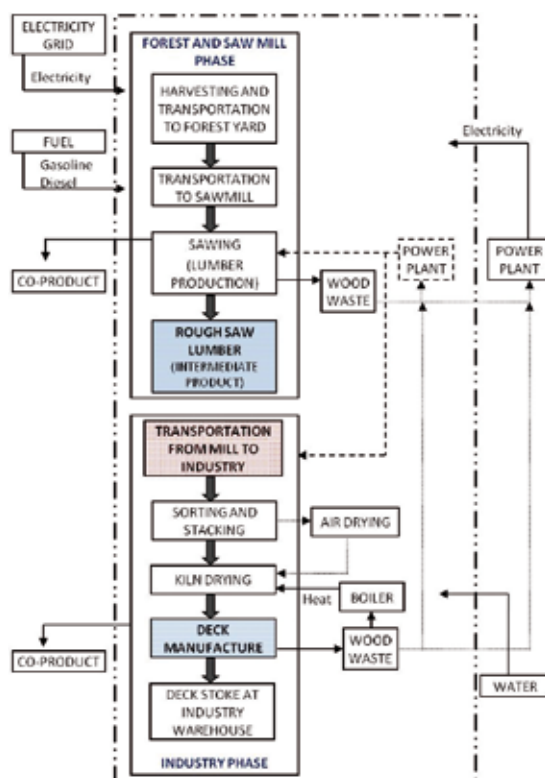 ELECTRICITY
GRID
Electricity
FUEL
Gasoline
Diesel
CO-PRODUCT
FOREST AND SAW MILL
PHASE
HARVESTING AND
TRANSPORTATION
TO FOREST YARD
TRANSPORTATION
TO SAWMILL
SAWING
(LUMBER
PRODUCTION)
WOOD
WASTE
ROUGH SAW
LUMBER
(INTERMEDIATE
PRODUCT)
Electricity
POWER
PLANT
POWER
PLANT
TRANSPORTATION
FROM MILL TO
INDUSTRY
SORTING AND
STACKING
AIR DRYING
KILN DRYING
Heat
BOILER
DECK
MANUFACTURE
WOOD
WASTE
CO-PRODUCT
WATER
DECK STOKE AT
INDUSTRY
WAREHOUSE
INDUSTRY PHASE